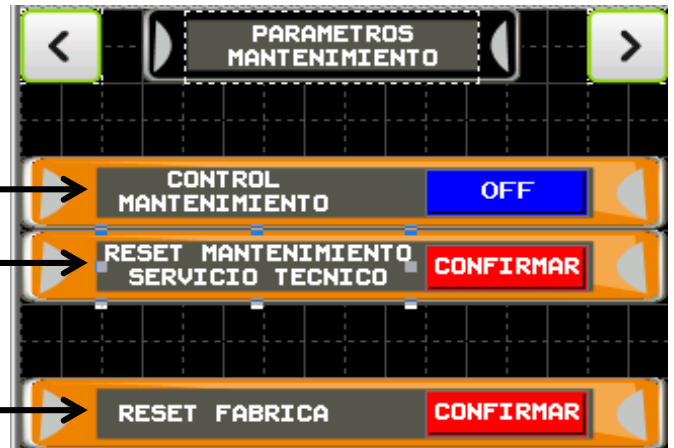 PARAMETROS
MANTENIMIENTO
CONTROL
MANTENIMIENTO
OFF
RESET MANTENIMIENTO
SERVICIO TECNICO
CONFIRMAR
RESET FABRICA
CONFIRMAR